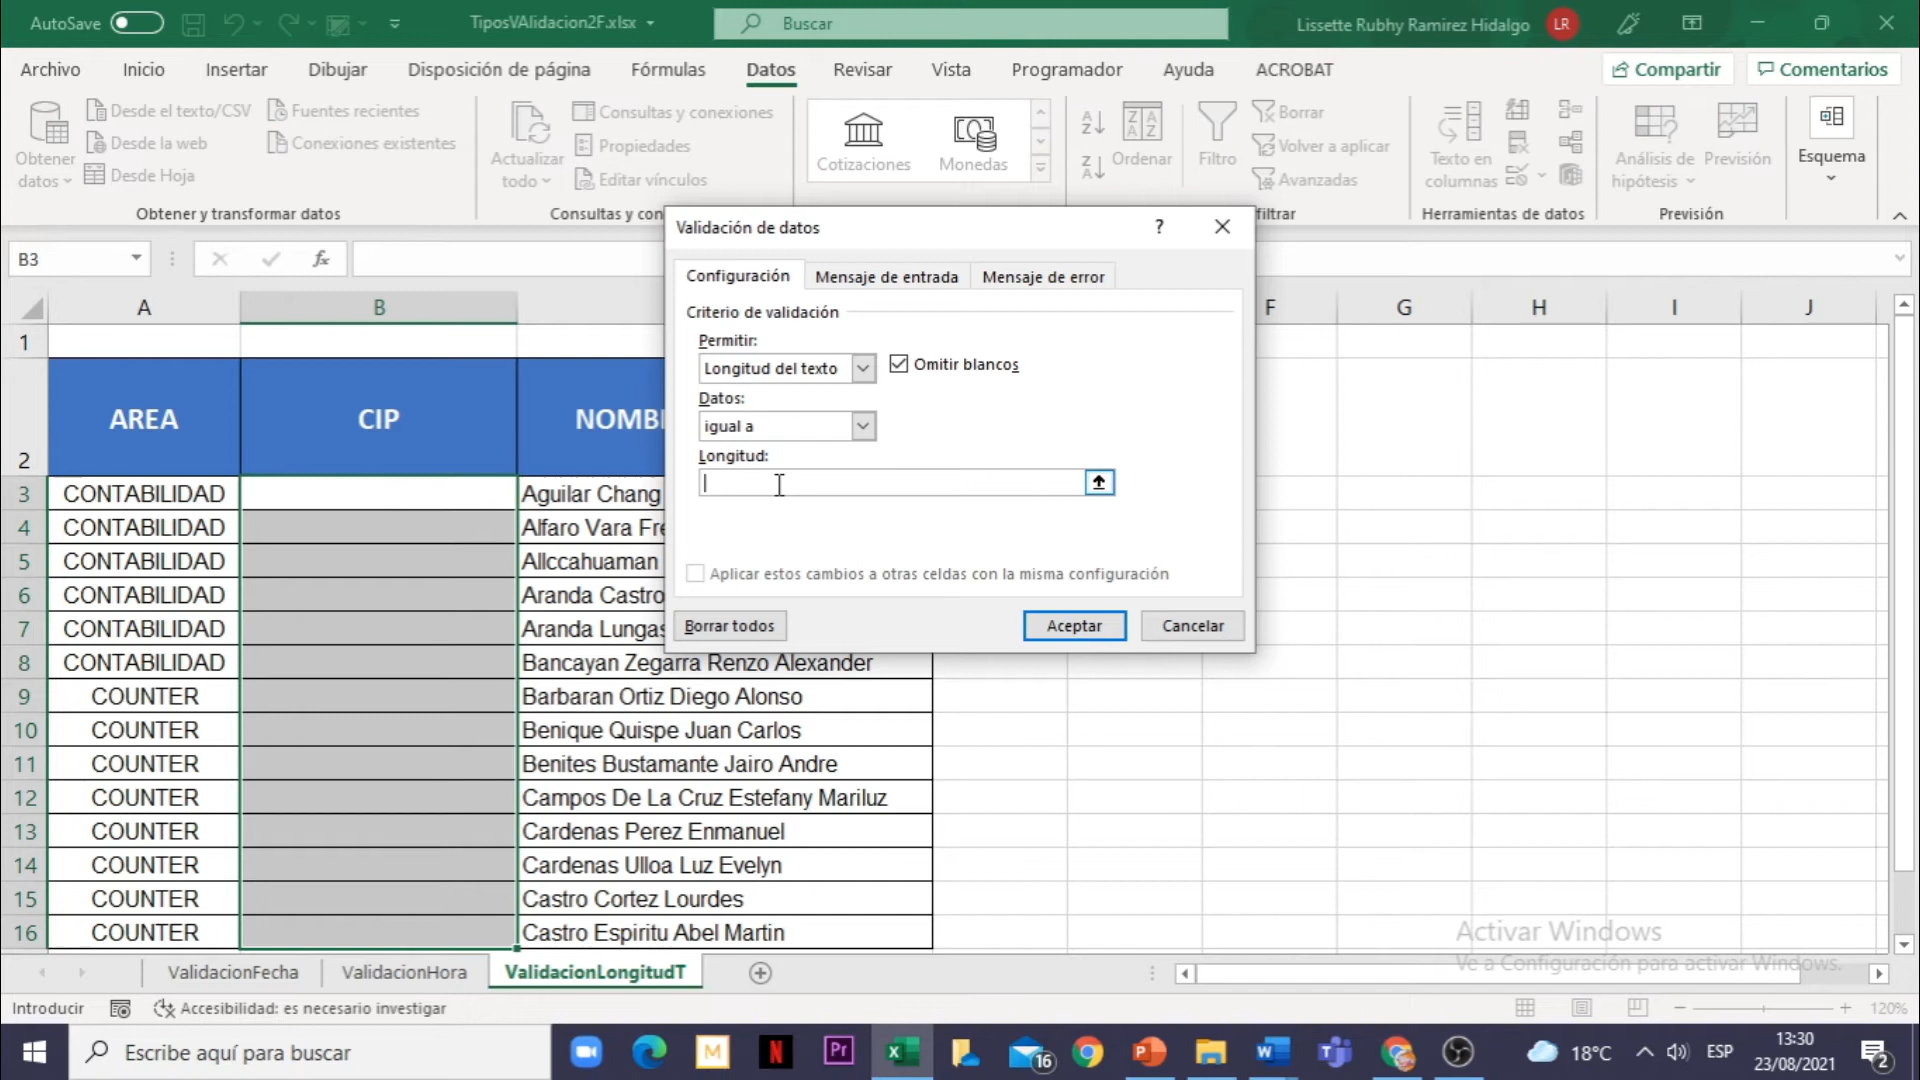 AutoSave
TiposVAlidacion2F.xlsx
Buscar
Lissette Rubhy Ramirez Hidalgo
LR
Archivo
Inicio
Insertar
Dibujar
Disposición de página
Fórmulas
Datos
Revisar
Vista
Programador
Ayuda
ACROBAT
Compartir
Comentarios
Obtener datos
Desde el texto/CSV
Desde la web
Desde Hoja
Fuentes recientes
Conexiones existentes
Obtener y transformar datos
Actualizar todo
Consultas y conexiones
Propiedades
Editar vínculos
Consultas y con
Cotizaciones
Monedas
Ordenar
Filtro
Borrar
Volver a aplicar
Avanzadas
filtrar
Texto en columnas
Herramientas de datos
Análisis de hipótesis
Previsión
Previsión
Esquema
B3
fx
Validación de datos
?
Configuración
Mensaje de entrada
Mensaje de error
Criterio de validación
Permitir:
Longitud del texto
Omitir blancos
Datos:
igual a
Longitud:
Aplicar estos cambios a otras celdas con la misma configuración
Borrar todos
Aceptar
Cancelar
A B F G H I J
1
2 AREA CIP NOMB
3 CONTABILIDAD Aguilar Chang
4 CONTABILIDAD Alfaro Vara Fre
5 CONTABILIDAD Allccahuaman
6 CONTABILIDAD Aranda Castro
7 CONTABILIDAD Aranda Lungas
8 CONTABILIDAD Bancayan Zegarra Renzo Alexander
9 COUNTER Barbaran Ortiz Diego Alonso
10 COUNTER Benique Quispe Juan Carlos
11 COUNTER Benites Bustamante Jairo Andre
12 COUNTER Campos De La Cruz Estefany Mariluz
13 COUNTER Cardenas Perez Enmanuel
14 COUNTER Cardenas Ulloa Luz Evelyn
15 COUNTER Castro Cortez Lourdes
16 COUNTER Castro Espiritu Abel Martin
Activar Windows
Ve a Configuración para activar Windows.
ValidacionFecha
ValidacionHora
ValidacionLongitudT
Introducir
Accesibilidad: es necesario investigar
120%
Escribe aquí para buscar
M
N
Pr
X
16
P
W
T
18°C
ESP
13:30
23/08/2021
2